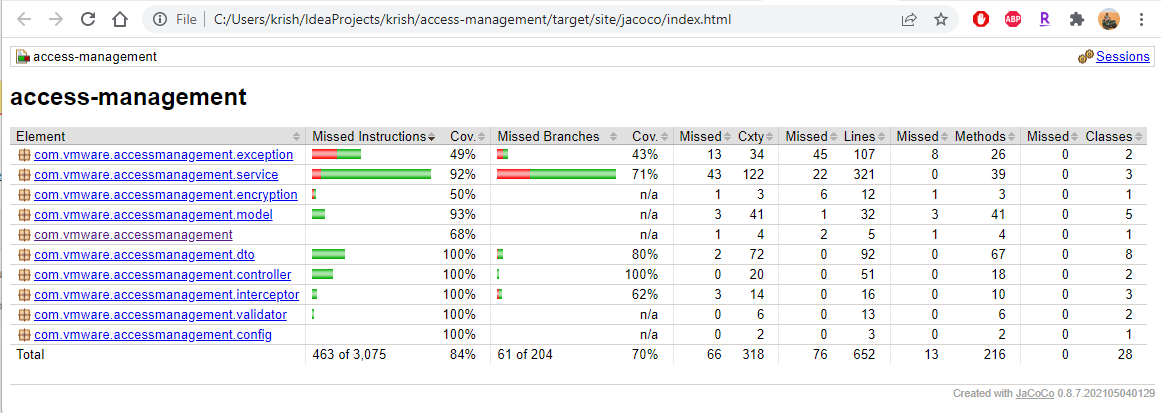 File C:/Users/krish/IdeaProjects/krish/access-management/target/site/jacoco/index.html ABP R
access-management Sessions
access-management
Element Missed Instructions Cov. Missed Branches Cov. Missed Cxty Missed Lines Missed Methods Missed Classes
com.vmware.accessmanagement.exception 49% 43% 13 34 45 107 8 26 0 2
com.vmware.accessmanagement.service 92% 71% 43 122 22 321 0 39 0 3
com.vmware.accessmanagement.encryption 50% n/a 1 3 6 12 1 3 0 1
com.vmware.accessmanagement.model 93% n/a 3 41 1 32 3 41 0 5
com.vmware.accessmanagement 68% n/a 1 4 2 5 1 4 0 1
com.vmware.accessmanagement.dto 100% 80% 2 72 0 92 0 67 0 8
com.vmware.accessmanagement.controller 100% 100% 0 20 0 51 0 18 0 2
com.vmware.accessmanagement.interceptor 100% 62% 3 14 0 16 0 10 0 3
com.vmware.accessmanagement.validator 100% n/a 0 6 0 13 0 6 0 2
com.vmware.accessmanagement.config 100% n/a 0 2 0 3 0 2 0 1
Total 463 of 3,075 84% 61 of 204 70% 66 318 76 652 13 216 0 28
Created with JaCoCo 0.8.7.202105040129